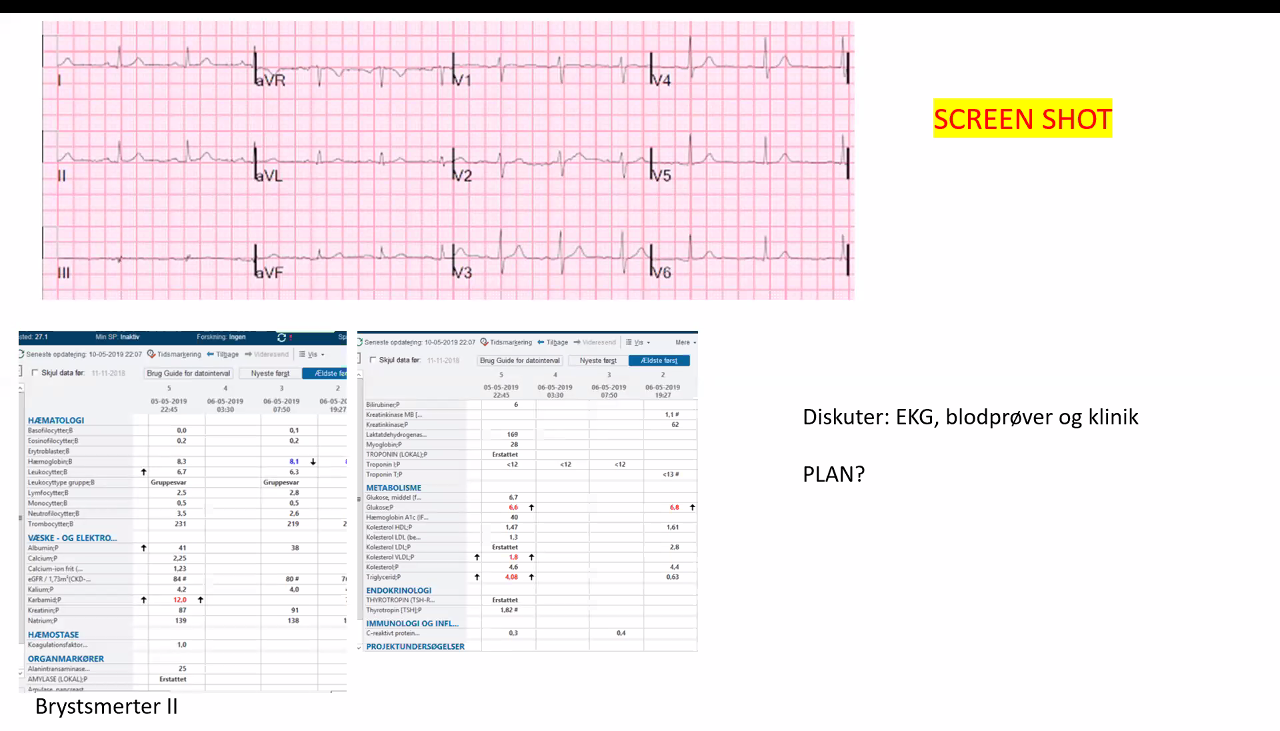 I
aVR
V1
V4
SCREEN SHOT
II
aVL
V2
V5
III
aVF
V3
V6
sted: 27.1 Min SP: Inaktiv Forskning: Ingen
Seneste opdatering: 10-05-2019 22:07 Tidsmarkering Tilbage Videresend Vis
Skjul data før: 11-11-2018 Brug Guide for datointerval Nyeste først Ældste før
5 4 3 2
05-05-2019 06-05-2019 06-05-2019 06-05-20
22:45 03:30 07:50 19:27
HÆMATOLOGI
Basofilocytter;B 0,0 0,1
Eosinofilocytter;B 0,2 0,2
Erytroblaster;B
Hæmoglobin;B 8,3 8,1
Leukocytter;B 6,7 6,3
Leukocyttype gruppe;B Gruppesvar Gruppesvar
Lymfocytter;B 2,5 2,8
Monocytter;B 0,5 0,5
Neutrofilocytter;B 3,5 2,6
Trombocytter;B 231 219 2
VÆSKE - OG ELEKTRO...
Albumin;P 41 38
Calcium;P 2,25
Calcium-ion frit (... 1,23
eGFR / 1,73m²(CKD-... 84 # 80 #
Kalium;P 4,2 4,0
Karbamid;P 12,0
Kreatinin;P 87 91
Natrium;P 139 138 1
HÆMOSTASE
Koagulationsfaktor... 1,0
ORGANMARKØRER
Alanintransaminase... 25
AMYLASE (LOKAL);P Erstattet
Seneste opdatering: 10-05-2019 22:07 Tidsmarkering Tilbage Videresend Vis Mere
Skjul data før: 11-11-2018 Brug Guide for datointerval Nyeste først Ældste først
5 4 3 2
05-05-2019 06-05-2019 06-05-2019 06-05-2019
22:45 03:30 07:50 19:27
Bilirubiner;P 6
Kreatinkinase MB [... 1,1 #
Kreatinkinase;P 62
Laktatdehydrogenas... 169
Myoglobin;P 28
TROPONIN (LOKAL);P Erstattet
Troponin I;P <12 <12 <12
Troponin T;P <13 #
METABOLISME
Glukose, middel [f... 6,7
Glukose;P 6,6 6,8
Hæmoglobin A1c (IF... 40
Kolesterol HDL;P 1,47 1,61
Kolesterol LDL (be... 1,3
Kolesterol LDL;P Erstattet 2,8
Kolesterol VLDL;P 1,8
Kolesterol;P 4,6 4,4
Triglycerid;P 4,08 0,63
ENDOKRINOLOGI
THYROTROPIN (TSH-R... Erstattet
Thyrotropin [TSH];P 1,82 #
IMMUNOLOGI OG INFL...
C-reaktivt protein... 0,3 0,4
PROJEKTUNDERSØGELSER
Diskuter: EKG, blodprøver og klinik
PLAN?
Brystsmerter II